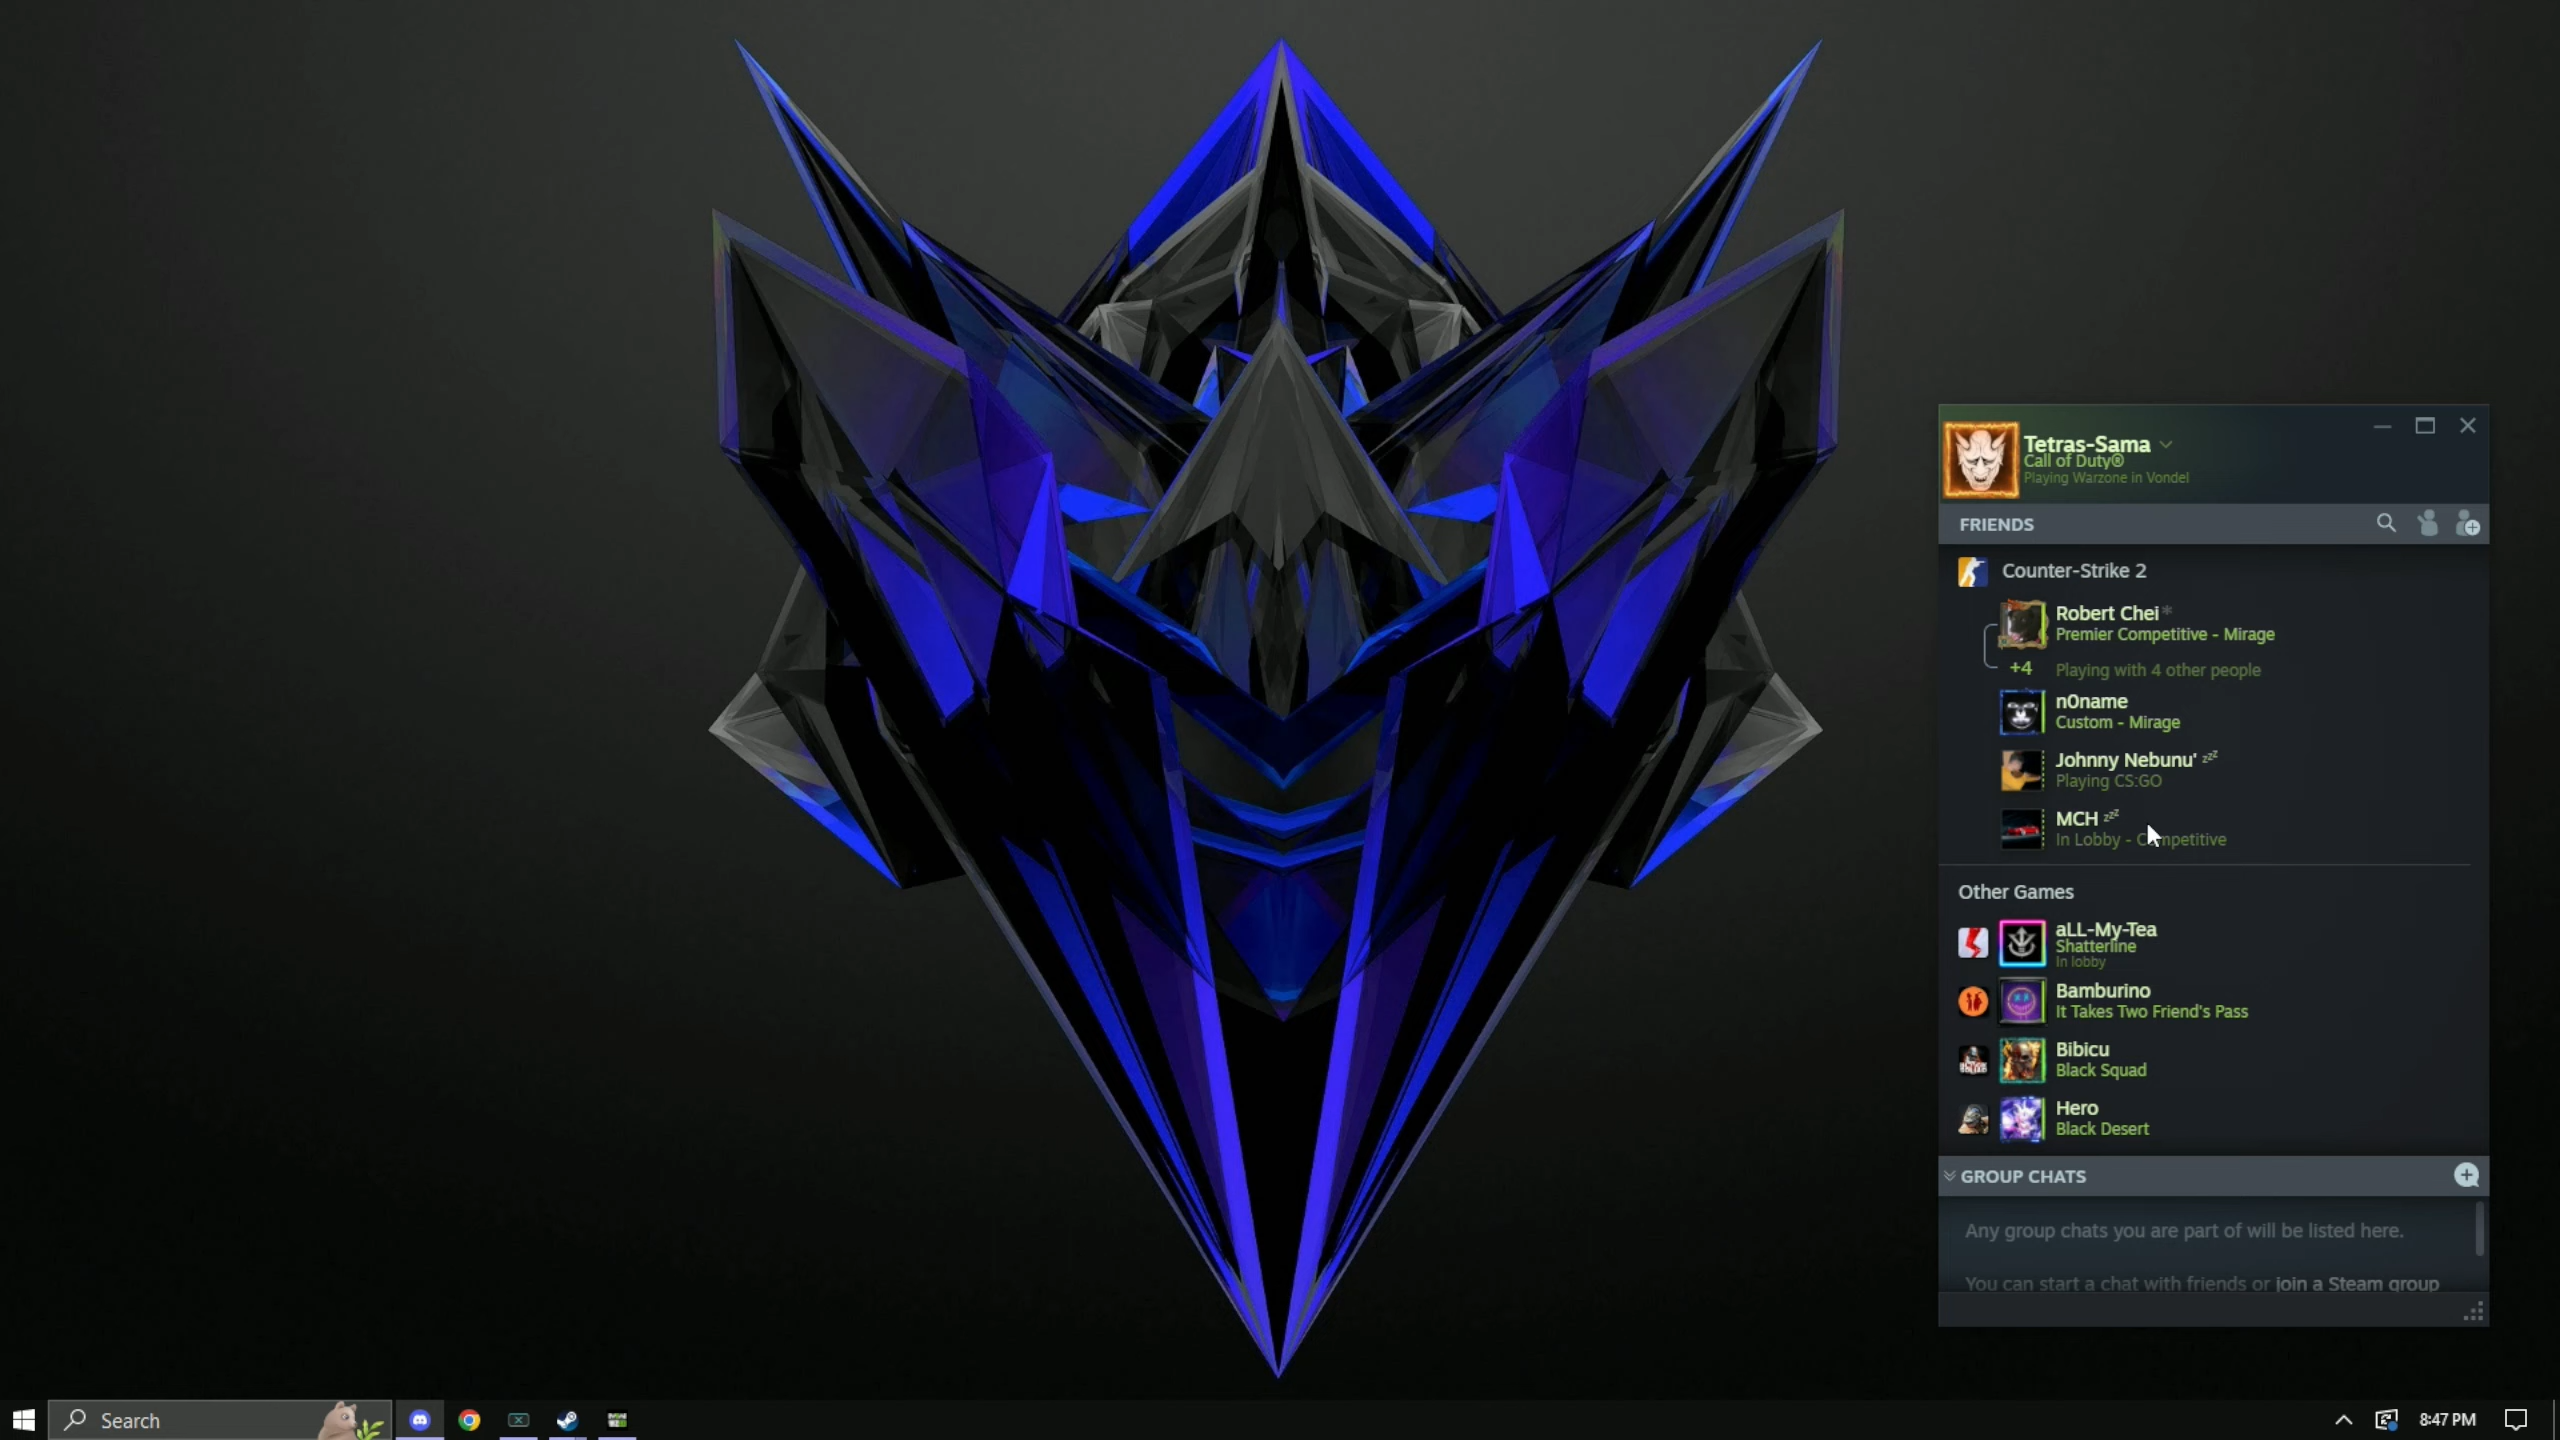 Tetras-Sama
Call of Duty®
Playing Warzone in Vondel
FRIENDS
Counter-Strike 2
Robert Chei*
Premier Competitive - Mirage
+4 Playing with 4 other people
n0name
Custom - Mirage
Johnny Nebunu' zzz
Playing CS:GO
MCH zzz
In Lobby - Competitive
Other Games
aLL-My-Tea
Shatterline
In lobby
Bamburino
It Takes Two Friend's Pass
Bibicu
Black Squad
Hero
Black Desert
GROUP CHATS
Any group chats you are part of will be listed here.
You can start a chat with friends or join a Steam group
Search
8:47 PM